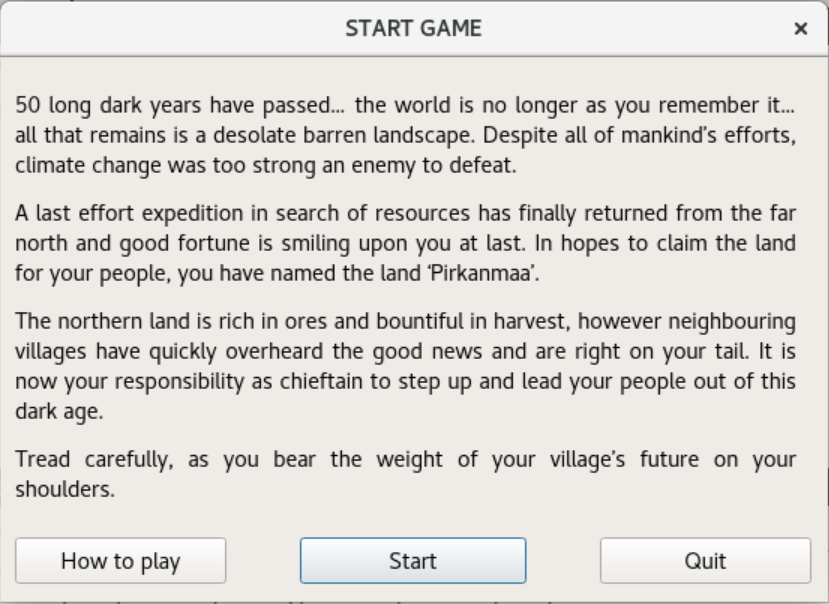 START GAME
50 long dark years have passed... the world is no longer as you remember it...
all that remains is a desolate barren landscape. Despite all of mankind's efforts,
climate change was too strong an enemy to defeat.
A last effort expedition in search of resources has finally returned from the far
north and good fortune is smiling upon you at last. In hopes to claim the land
for your people, you have named the land ‘Pirkanmaa’.
The northern land is rich in ores and bountiful in harvest, however neighbouring
villages have quickly overheard the good news and are right on your tail. It is
now your responsibility as chieftain to step up and lead your people out of this
dark age.
Tread carefully, as you bear the weight of your village's future on your
shoulders.
How to play
Start
Quit